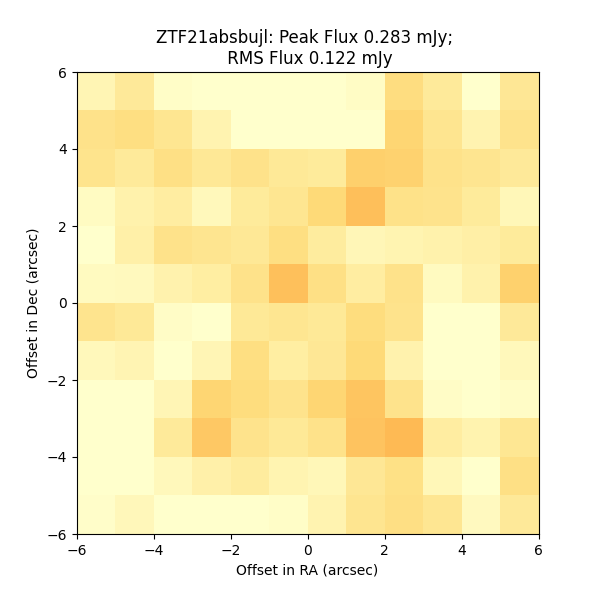 ZTF21absbujl: Peak Flux 0.283 mJy;
RMS Flux 0.122 mJy
6
4
2
0
−2
−4
−6
Offset in Dec (arcsec)
−6 −4 −2 0 2 4 6
Offset in RA (arcsec)